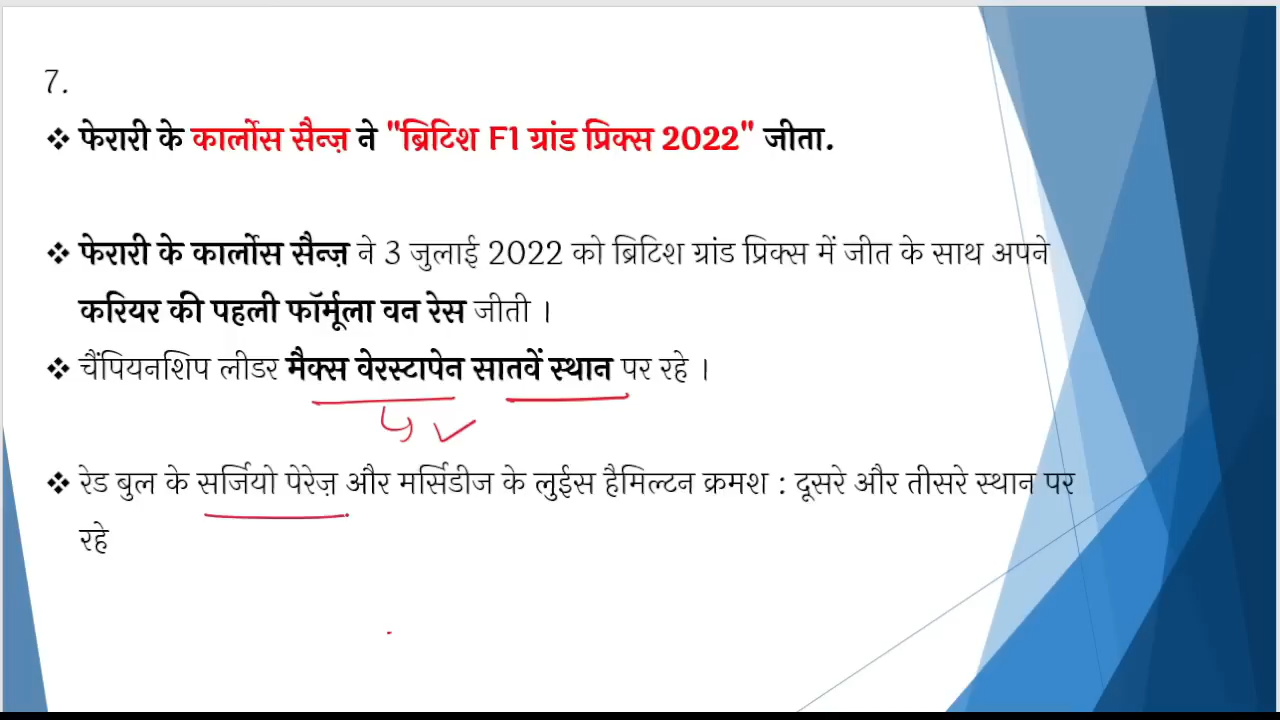 7.
❖ फेरारी के कार्लोस सैन्ज़ ने "ब्रिटिश F1 ग्रांड प्रिक्स 2022" जीता.
❖ फेरारी के कार्लोस सैन्ज़ ने 3 जुलाई 2022 को ब्रिटिश ग्रांड प्रिक्स में जीत के साथ अपने
करियर की पहली फॉर्मूला वन रेस जीती ।
❖ चैंपियनशिप लीडर मैक्स वेरस्टापेन सातवें स्थान पर रहे ।
❖ रेड बुल के सर्जियो पेरेज़ और मर्सिडीज के लुईस हैमिल्टन क्रमश : दूसरे और तीसरे स्थान पर
रहे